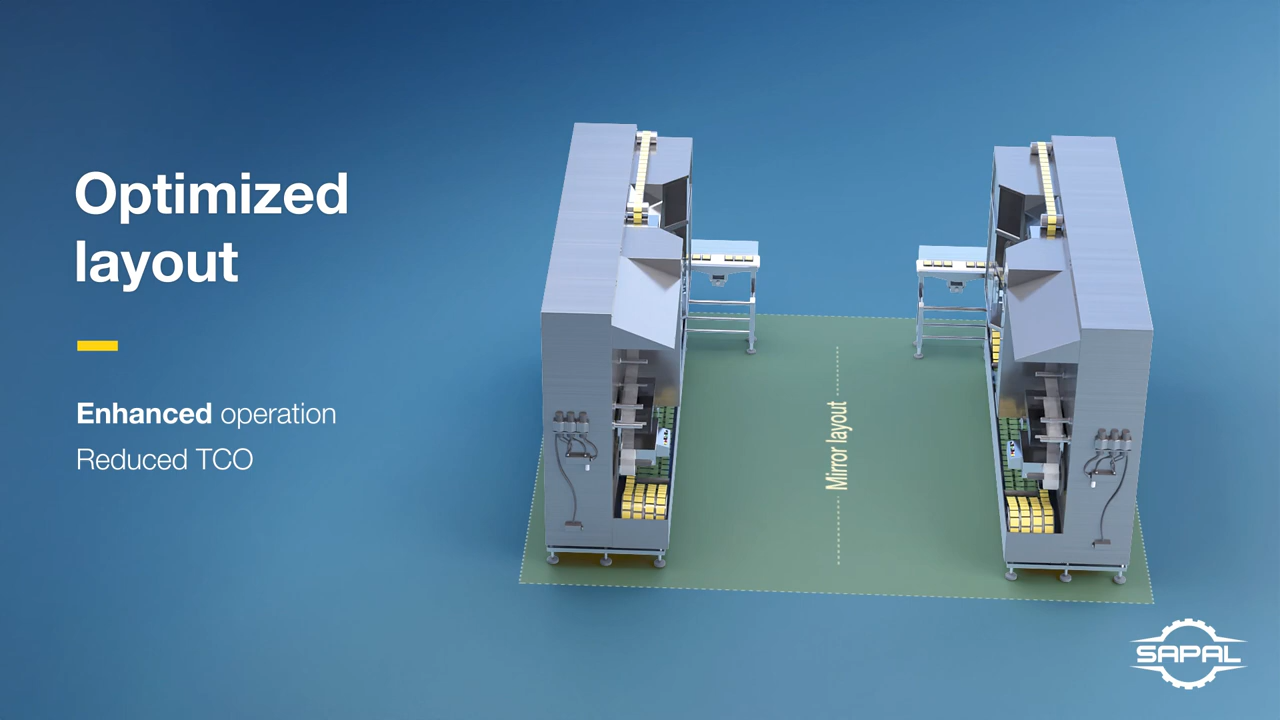 Optimized
layout
Enhanced operation
Reduced TCO
Mirror layout
SAPAL